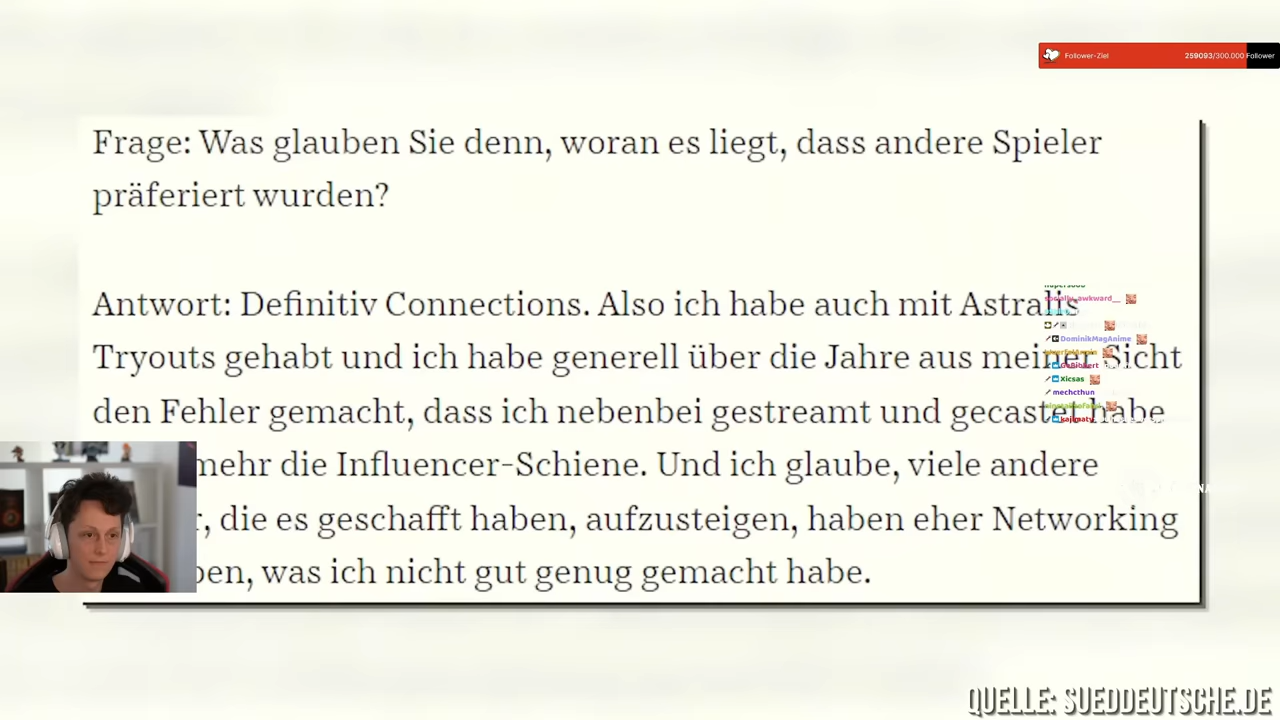 Follower-Ziel 259093/300.000 Follower
Frage: Was glauben Sie denn, woran es liegt, dass andere Spieler
präferiert wurden?
Antwort: Definitiv Connections. Also ich habe auch mit Astralis
Tryouts gehabt und ich habe generell über die Jahre aus meiner Sicht
den Fehler gemacht, dass ich nebenbei gestreamt und gecastet habe
mehr die Influencer-Schiene. Und ich glaube, viele andere
die es geschafft haben, aufzusteigen, haben eher Networking
was ich nicht gut genug gemacht habe.
socially_awkward__
DominikMagAnime
Xicsas
mechcthun
QUELLE: SUEDDEUTSCHE.DE